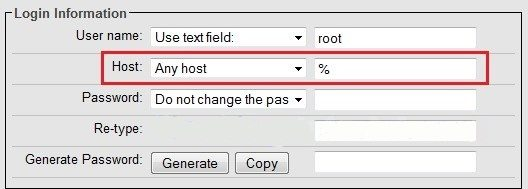 Login Information
User name: Use text field: root
Host: Any host %
Password: Do not change the pas
Re-type:
Generate Password: Generate Copy